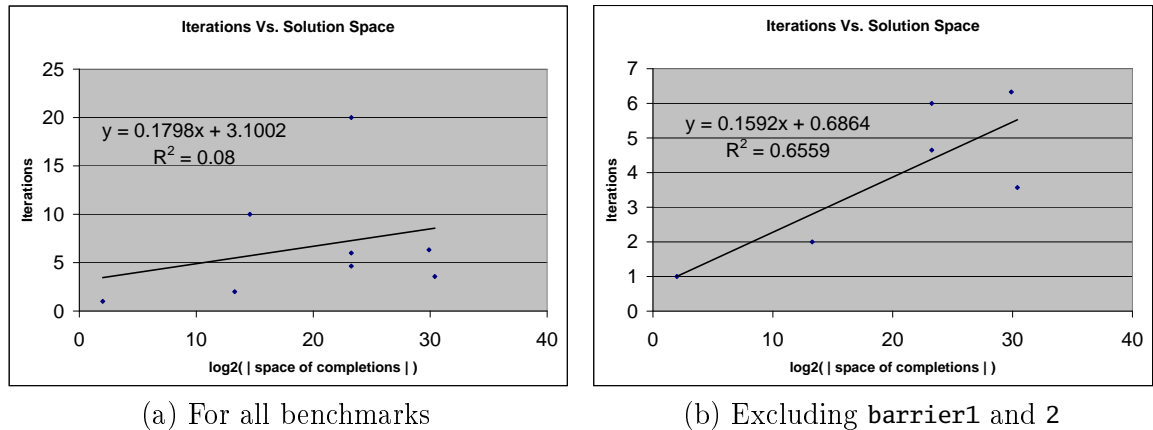 Iterations Vs. Solution Space
25
20
15
10
5
0
y = 0.1798x + 3.1002
R² = 0.08
Iterations
0 10 20 30 40
log2( | space of completions | )
(a) For all benchmarks
Iterations Vs. Solution Space
7
6
5
4
3
2
1
0
y = 0.1592x + 0.6864
R² = 0.6559
Iterations
0 10 20 30 40
log2( | space of completions | )
(b) Excluding barrier1 and 2